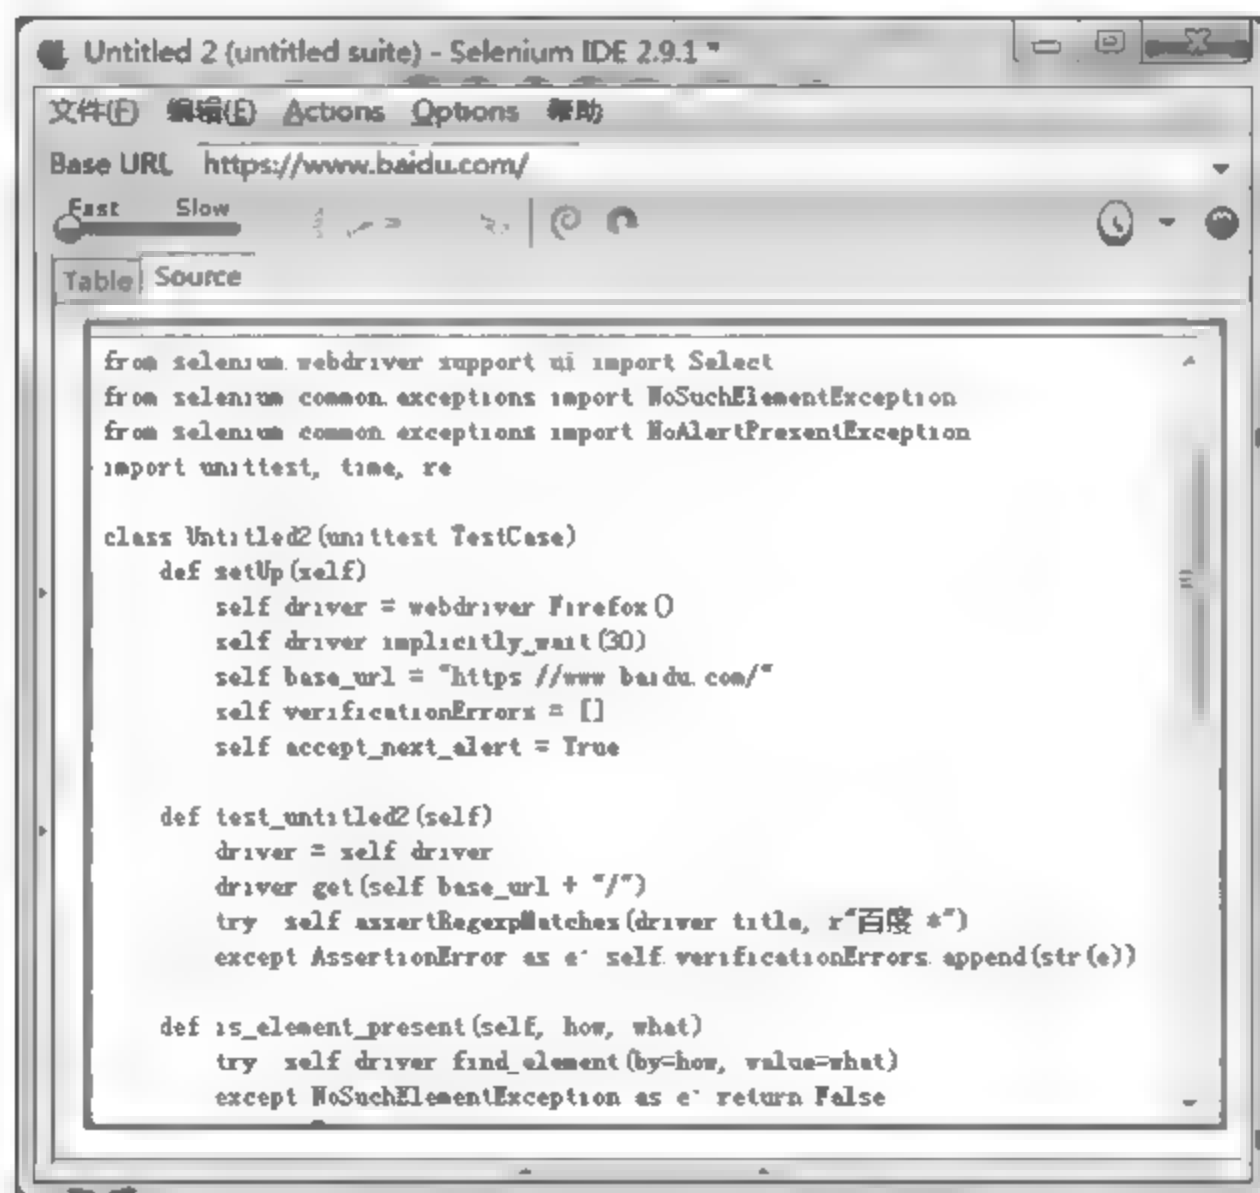 Untitled 2 (untitled suite) - Selenium IDE 2.9.1 *
文件(F) 编辑(E) Actions Options 帮助
Base URL https://www.baidu.com/
Fast Slow
Table Source
from selenium.webdriver support ui import Select
from selenium common.exceptions import NoSuchElementException
from selenium common exceptions import NoAlertPresentException
import unittest, time, re
class Untitled2(unittest TestCase)
def setUp(self)
self driver = webdriver Firefox()
self driver implicitly_wait(30)
self base_url = "https //www baidu.com/"
self verificationErrors = []
self accept_next_alert = True
def test_untitled2(self)
driver = self driver
driver get(self base_url + "/")
try self assertRegexpMatches(driver title, r"百度 *")
except AssertionError as e: self.verificationErrors.append(str(e))
def is_element_present(self, how, what)
try self driver find_element(by=how, value=what)
except NoSuchElementException as e: return False